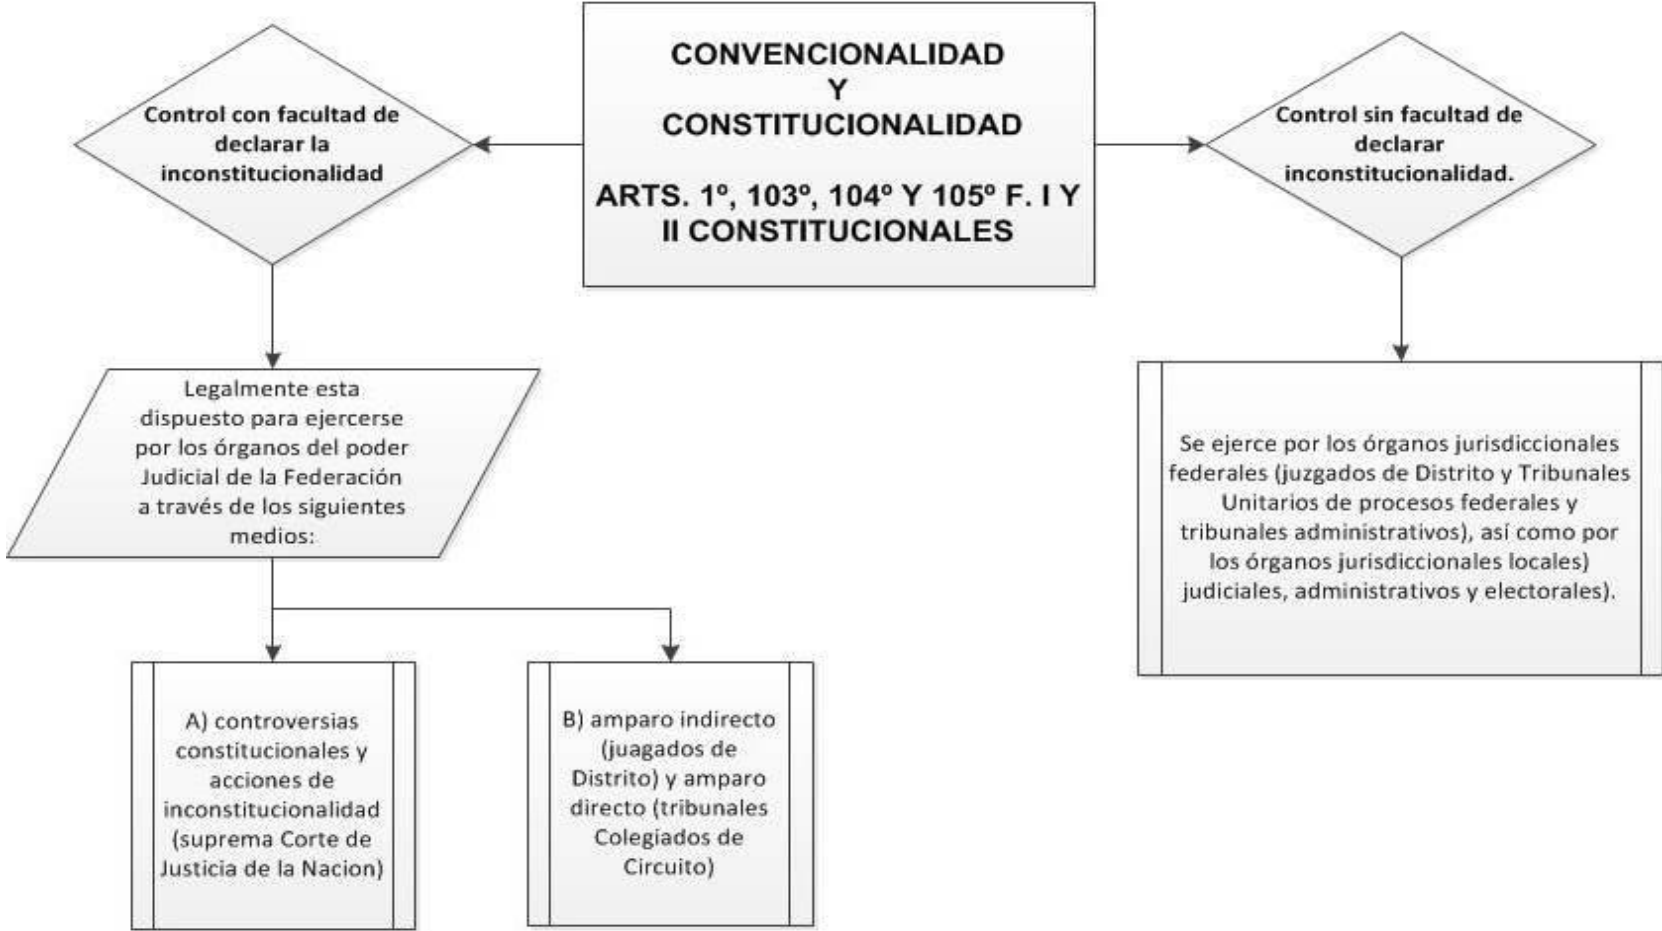 CONVENCIONALIDAD
Y
CONSTITUCIONALIDAD
ARTS. 1º, 103º, 104º Y 105º F. I Y
II CONSTITUCIONALES
Control con facultad de
declarar la
inconstitucionalidad
Control sin facultad de
declarar
inconstitucionalidad.
Legalmente esta
dispuesto para ejercerse
por los órganos del poder
Judicial de la Federación
a través de los siguientes
medios:
Se ejerce por los órganos jurisdiccionales
federales (juzgados de Distrito y Tribunales
Unitarios de procesos federales y
tribunales administrativos), así como por
los órganos jurisdiccionales locales)
judiciales, administrativos y electorales).
A) controversias
constitucionales y
acciones de
inconstitucionalidad
(suprema Corte de
Justicia de la Nacion)
B) amparo indirecto
(juagados de
Distrito) y amparo
directo (tribunales
Colegiados de
Circuito)